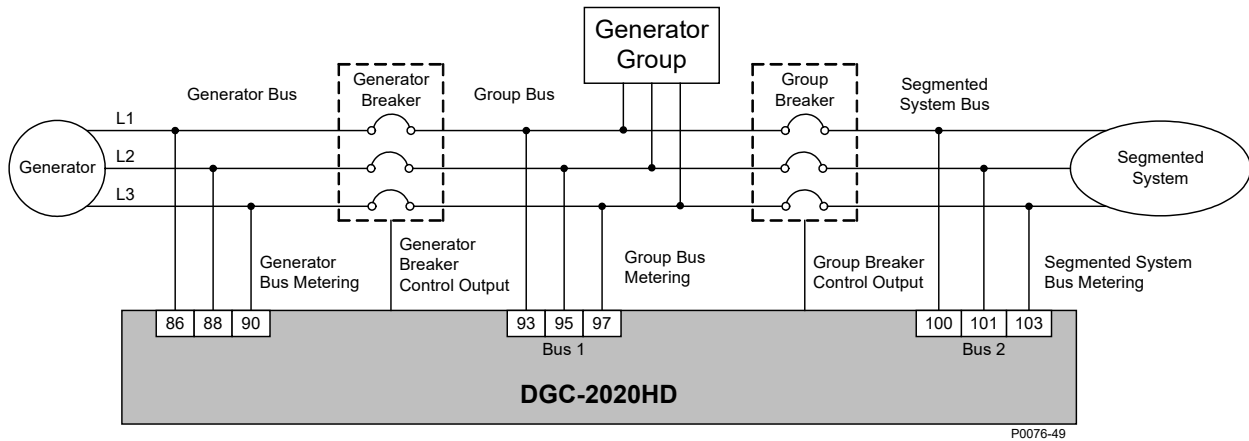 Generator
Group
Generator Bus
Generator
Breaker
Group Bus
Group
Breaker
Segmented
System Bus
L1
L2
L3
Generator
Segmented
System
Generator
Bus Metering
Generator
Breaker
Control Output
Group Bus
Metering
Group Breaker
Control Output
Segmented System
Bus Metering
86 88 90
93 95 97
100 101 103
Bus 1
Bus 2
DGC-2020HD
P0076-49